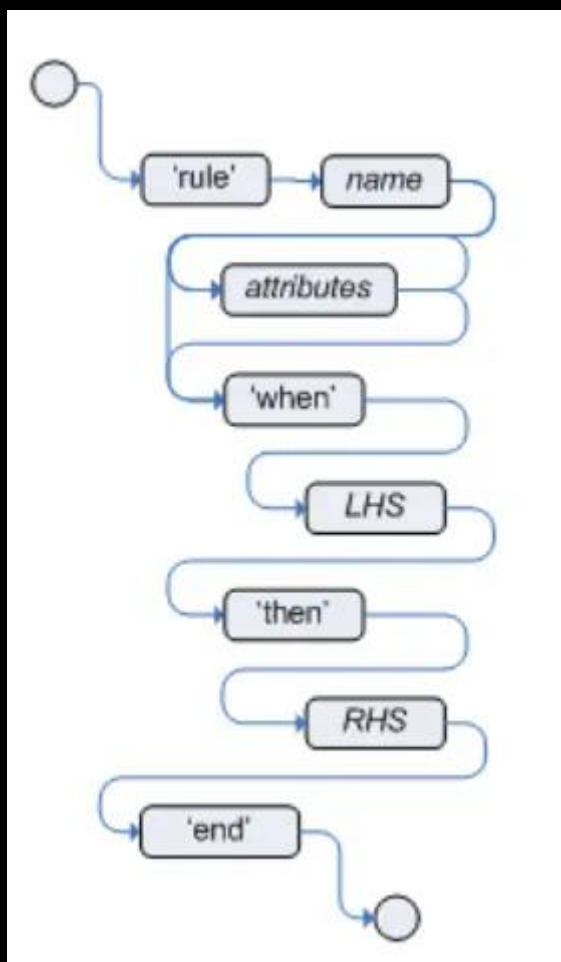 'rule' name
attributes
'when'
LHS
'then'
RHS
'end'